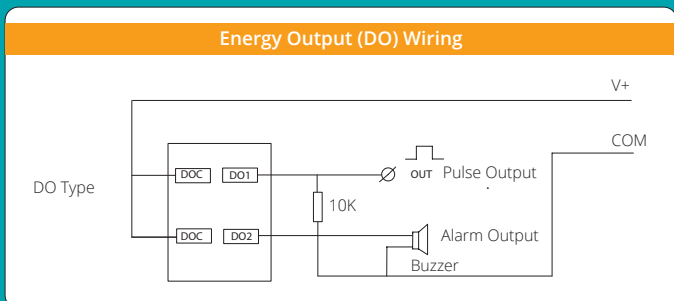 Energy Output (DO) Wiring
V+
COM
DOC DO1
OUT Pulse Output
DO Type
10K
DOC DO2
Alarm Output
Buzzer